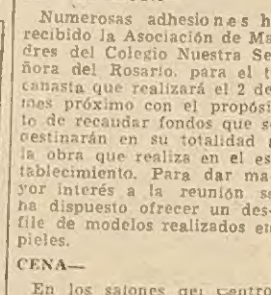 Numerosas adhesiones h
recibido la Asociación de Ma
dres del Colegio Nuestra Se
ñora del Rosario, para el t
canasta que realizará el 2 de
mes próximo con el propósi
to de recaudar fondos que s
destinarán en su totalidad a
la obra que realiza en el es
tablecimiento. Para dar ma
yor interés a la reunión se
ha dispuesto ofrecer un des
file de modelos realizados en
pieles.
CENA—
En los salones del Centro